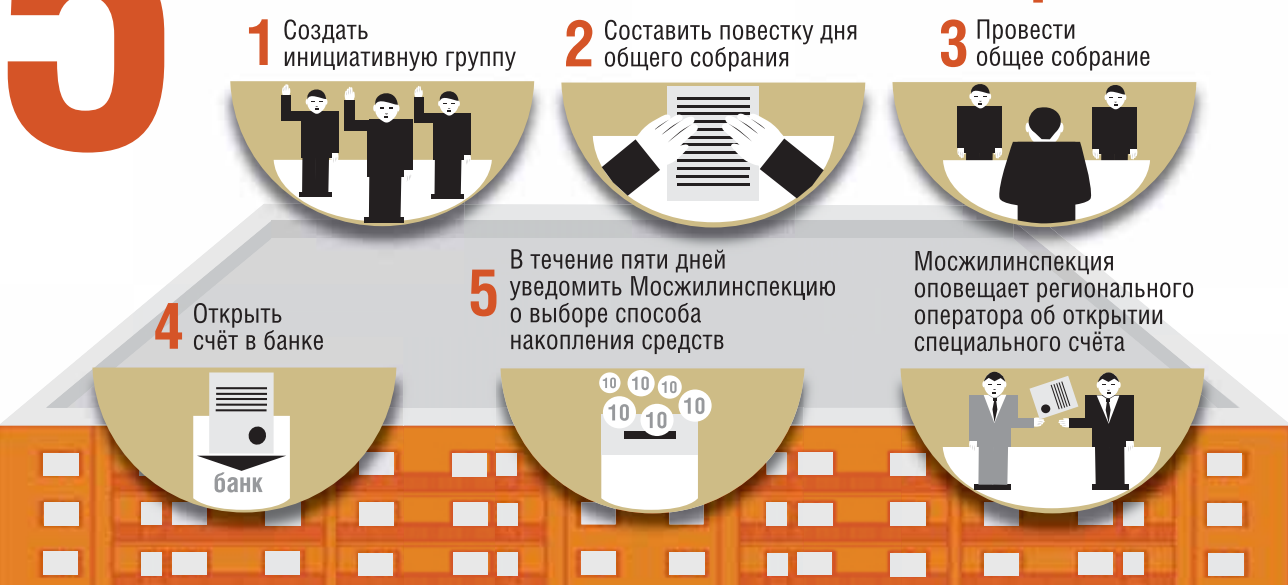 5
1 Создать
инициативную группу
2 Составить повестку дня
общего собрания
3 Провести
общее собрание
4 Открыть
счёт в банке
5 В течение пяти дней
уведомить Мосжилинспекцию
о выборе способа
накопления средств
Мосжилинспекция
оповещает регионального
оператора об открытии
специального счёта
банк
10 10 10
10 10 10